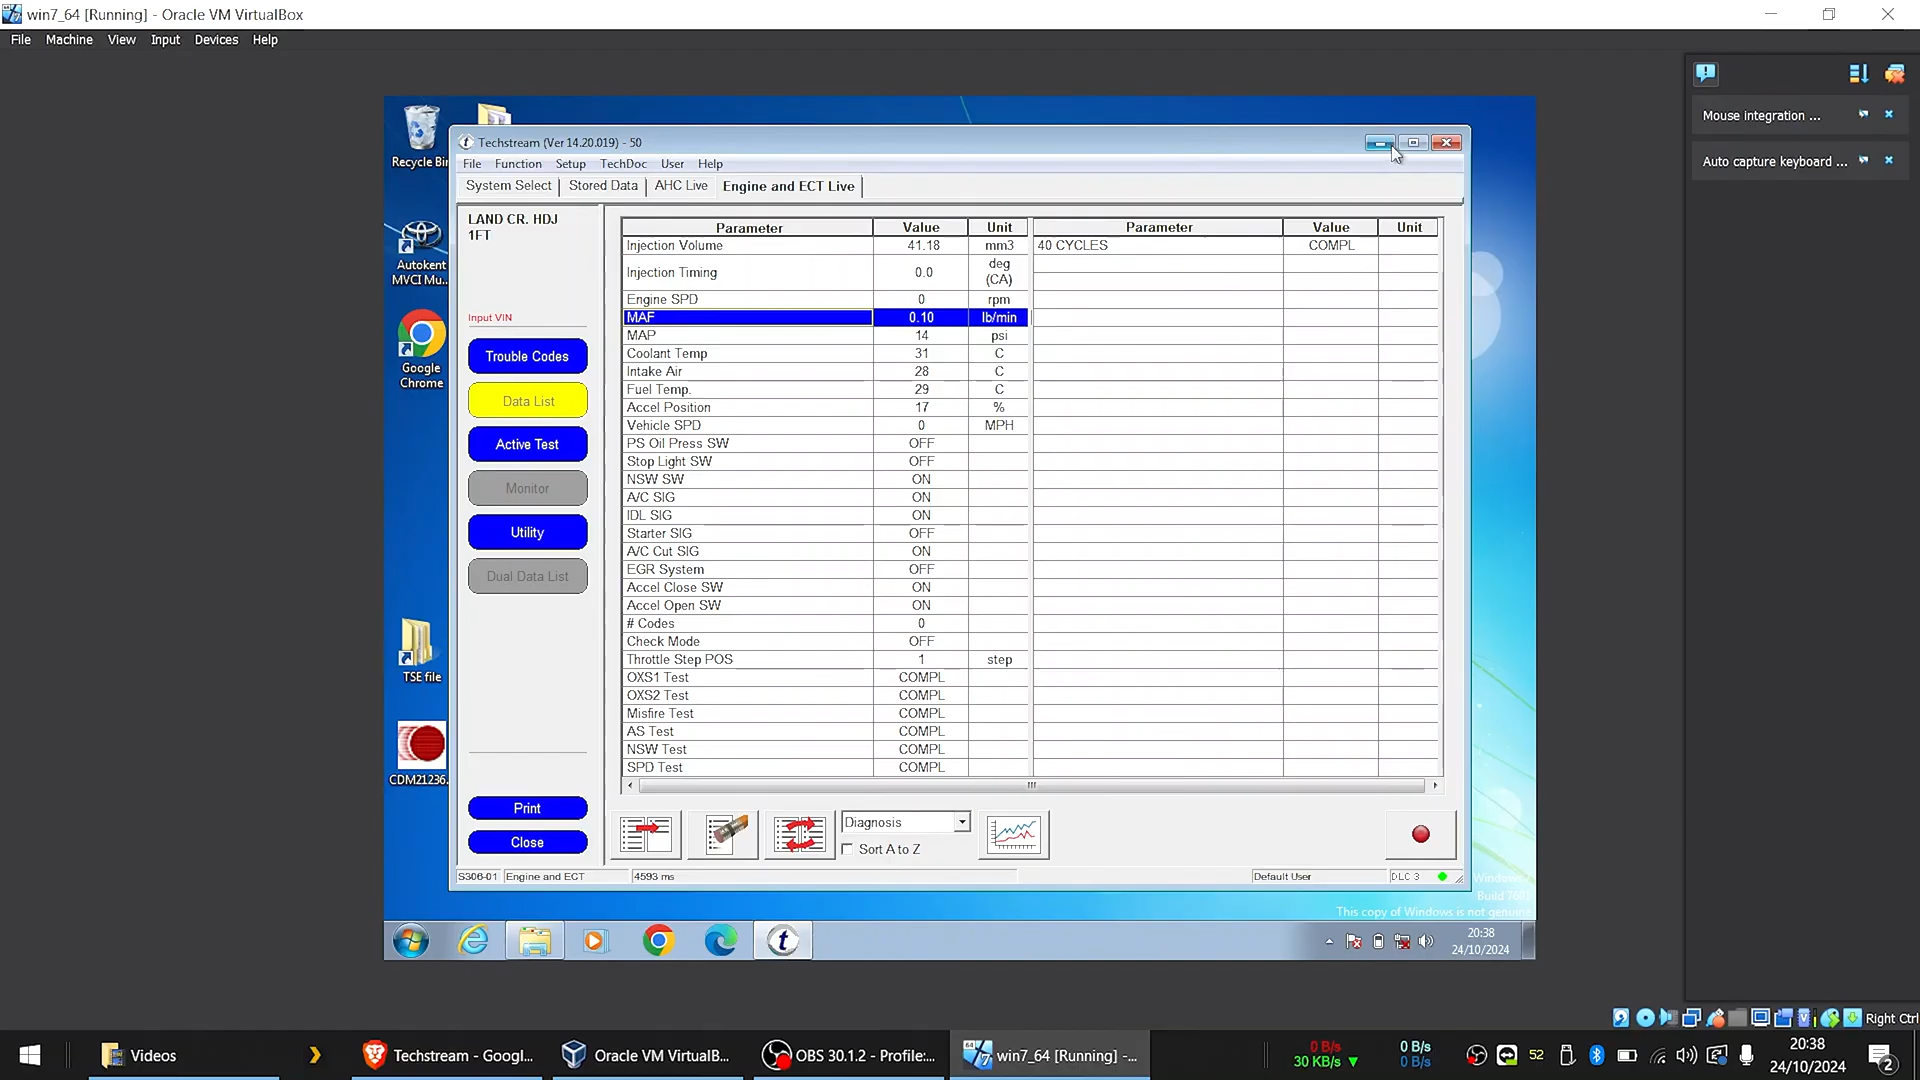 win7_64 [Running] - Oracle VM VirtualBox
File Machine View Input Devices Help
Mouse integration ...
Auto capture keyboard ...
Recycle Bin
Autokent
MVCI Mu...
Google
Chrome
TSE file
CDM21236.
Techstream (Ver 14.20.019) - 50
File Function Setup TechDoc User Help
System Select Stored Data AHC Live Engine and ECT Live
LAND CR. HDJ
1FT
Input VIN
Trouble Codes
Data List
Active Test
Monitor
Utility
Dual Data List
Print
Close
Parameter Value Unit Parameter Value Unit
Injection Volume 41.18 mm3 40 CYCLES COMPL
Injection Timing 0.0 deg (CA)
Engine SPD 0 rpm
MAF 0.10 lb/min
MAP 14 psi
Coolant Temp 31 C
Intake Air 28 C
Fuel Temp. 29 C
Accel Position 17 %
Vehicle SPD 0 MPH
PS Oil Press SW OFF
Stop Light SW OFF
NSW SW ON
A/C SIG ON
IDL SIG ON
Starter SIG OFF
A/C Cut SIG ON
EGR System OFF
Accel Close SW ON
Accel Open SW ON
# Codes 0
Check Mode OFF
Throttle Step POS 1 step
OXS1 Test COMPL
OXS2 Test COMPL
Misfire Test COMPL
AS Test COMPL
NSW Test COMPL
SPD Test COMPL
Diagnosis
Sort A to Z
S306-01 Engine and ECT 4593 ms Default User DLC 3
Windows
Build 7601
This copy of Windows is not genuine
20:38
24/10/2024
Right Ctrl
Videos
Techstream - Googl...
Oracle VM VirtualB...
OBS 30.1.2 - Profile:...
win7_64 [Running] -...
0 B/s
30 KB/s
0 B/s
0 B/s
52
20:38
24/10/2024
2